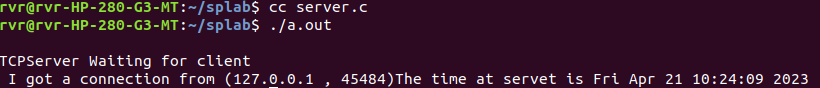 rvr@rvr-HP-280-G3-MT:~/splab$ cc server.c
rvr@rvr-HP-280-G3-MT:~/splab$ ./a.out
TCPServer Waiting for client
I got a connection from (127.0.0.1 , 45484)The time at servet is Fri Apr 21 10:24:09 2023